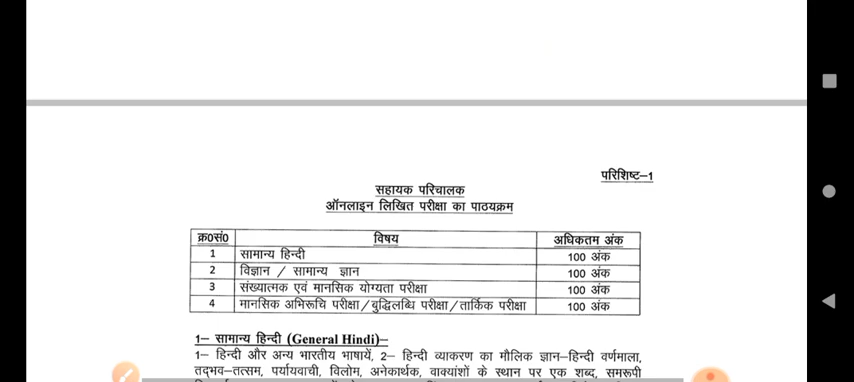 परिशिष्ट–1
सहायक परिचालक
ऑनलाइन लिखित परीक्षा का पाठयक्रम
क्र0सं0 विषय अधिकतम अंक
1 सामान्य हिन्दी 100 अंक
2 विज्ञान / सामान्य ज्ञान 100 अंक
3 संख्यात्मक एवं मानसिक योग्यता परीक्षा 100 अंक
4 मानसिक अभिरूचि परीक्षा/बुद्धिलब्धि परीक्षा/तार्किक परीक्षा 100 अंक
1– सामान्य हिन्दी (General Hindi)–
1– हिन्दी और अन्य भारतीय भाषायें, 2– हिन्दी व्याकरण का मौलिक ज्ञान–हिन्दी वर्णमाला,
तद्भव–तत्सम, पर्यायवाची, विलोम, अनेकार्थक, वाक्यांशों के स्थान पर एक शब्द, समरूपी